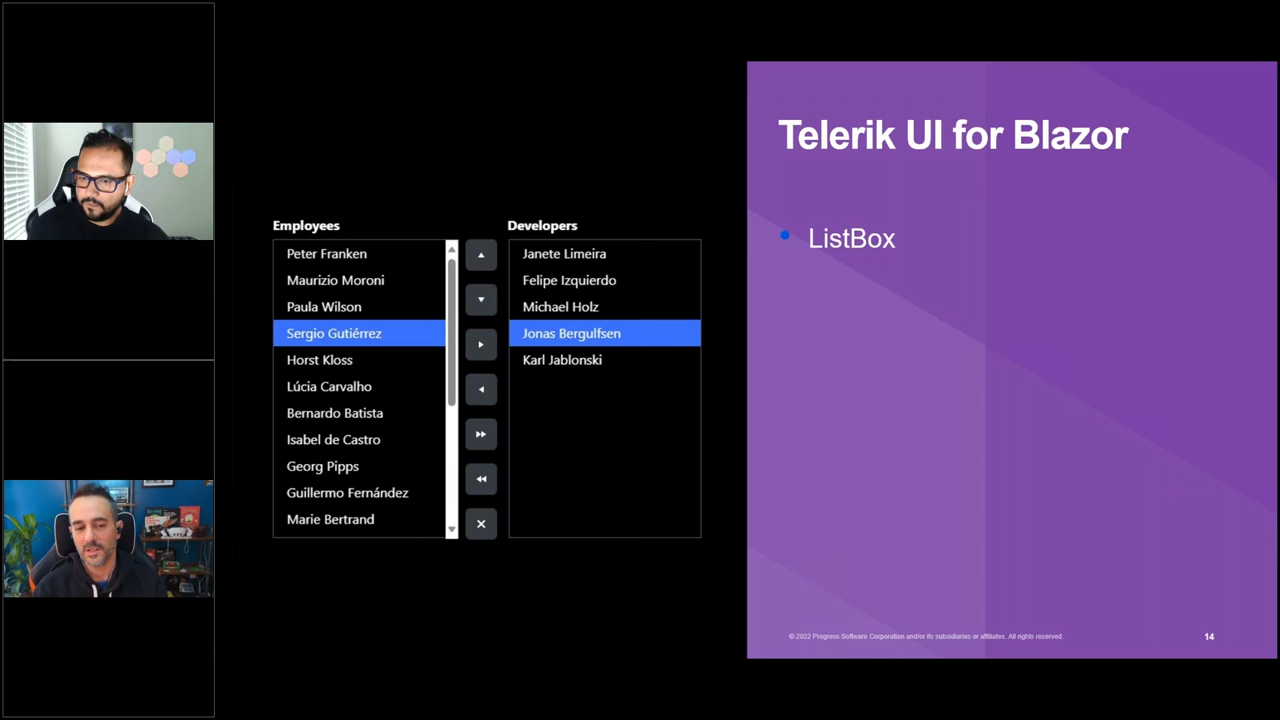 Employees
Peter Franken
Maurizio Moroni
Paula Wilson
Sergio Gutiérrez
Horst Kloss
Lúcia Carvalho
Bernardo Batista
Isabel de Castro
Georg Pipps
Guillermo Fernández
Marie Bertrand
Developers
Janete Limeira
Felipe Izquierdo
Michael Holz
Jonas Bergulfsen
Karl Jablonski
Telerik UI for Blazor
• ListBox
© 2022 Progress Software Corporation and/or its subsidiaries or affiliates. All rights reserved.
14